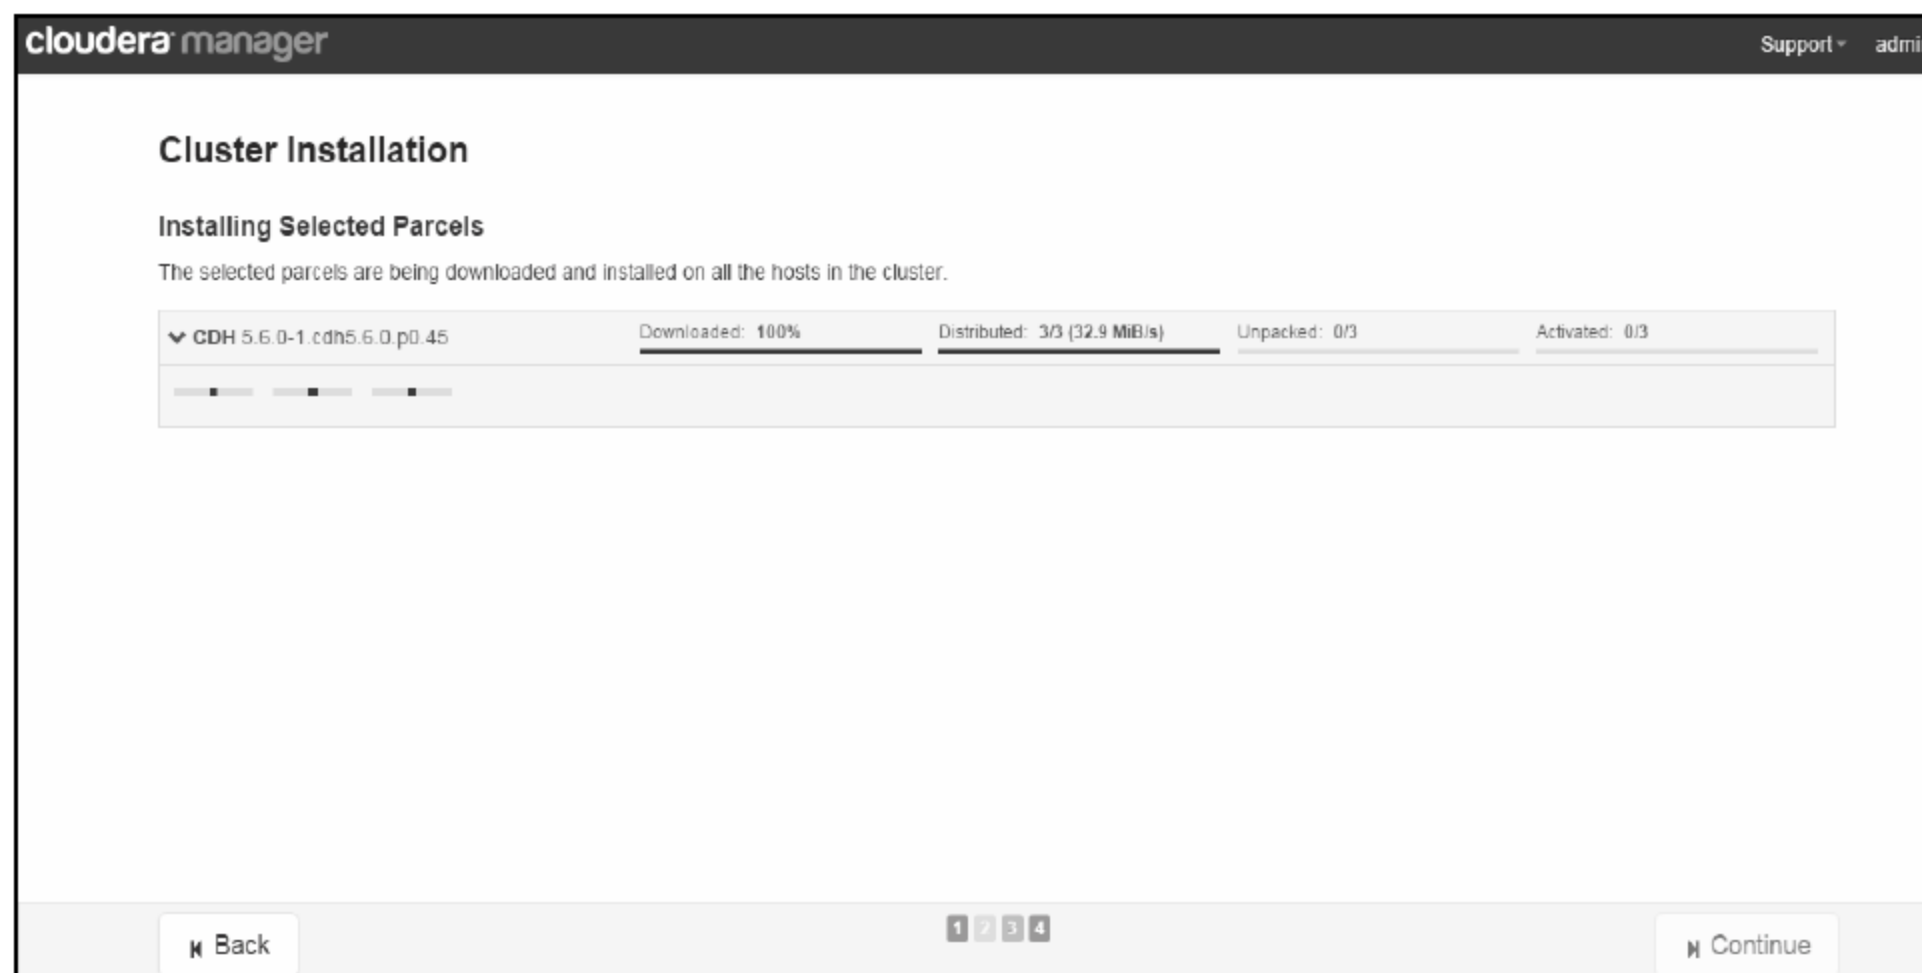 cloudera manager
Support admi
Cluster Installation
Installing Selected Parcels
The selected parcels are being downloaded and installed on all the hosts in the cluster.
CDH 5.6.0-1.cdh5.6.0.p0.45 Downloaded: 100% Distributed: 3/3 (32.9 MiB/s) Unpacked: 0/3 Activated: 0/3
Back 1 2 3 4 Continue